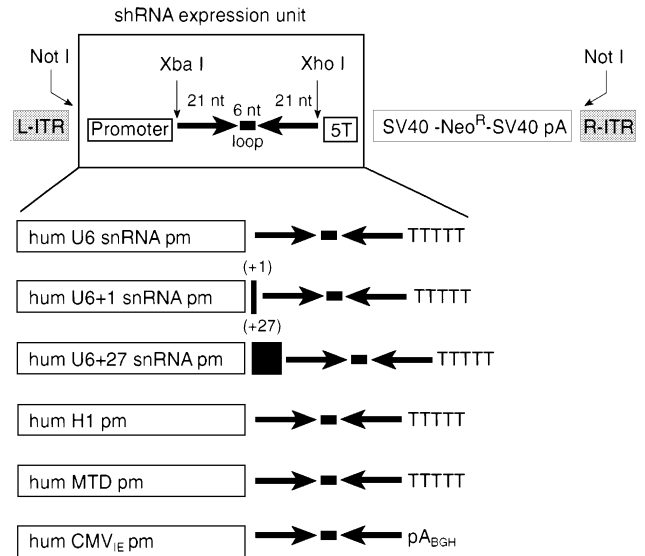 shRNA expression unit
Not I
Xba I
Xho I
Not I
21 nt
6 nt
21 nt
L-ITR
Promoter
loop
5T
SV40 -Neo^R-SV40 pA
R-ITR
hum U6 snRNA pm
TTTTT
(+1)
hum U6+1 snRNA pm
TTTTT
(+27)
hum U6+27 snRNA pm
TTTTT
hum H1 pm
TTTTT
hum MTD pm
TTTTT
hum CMV_IE pm
pA_BGH